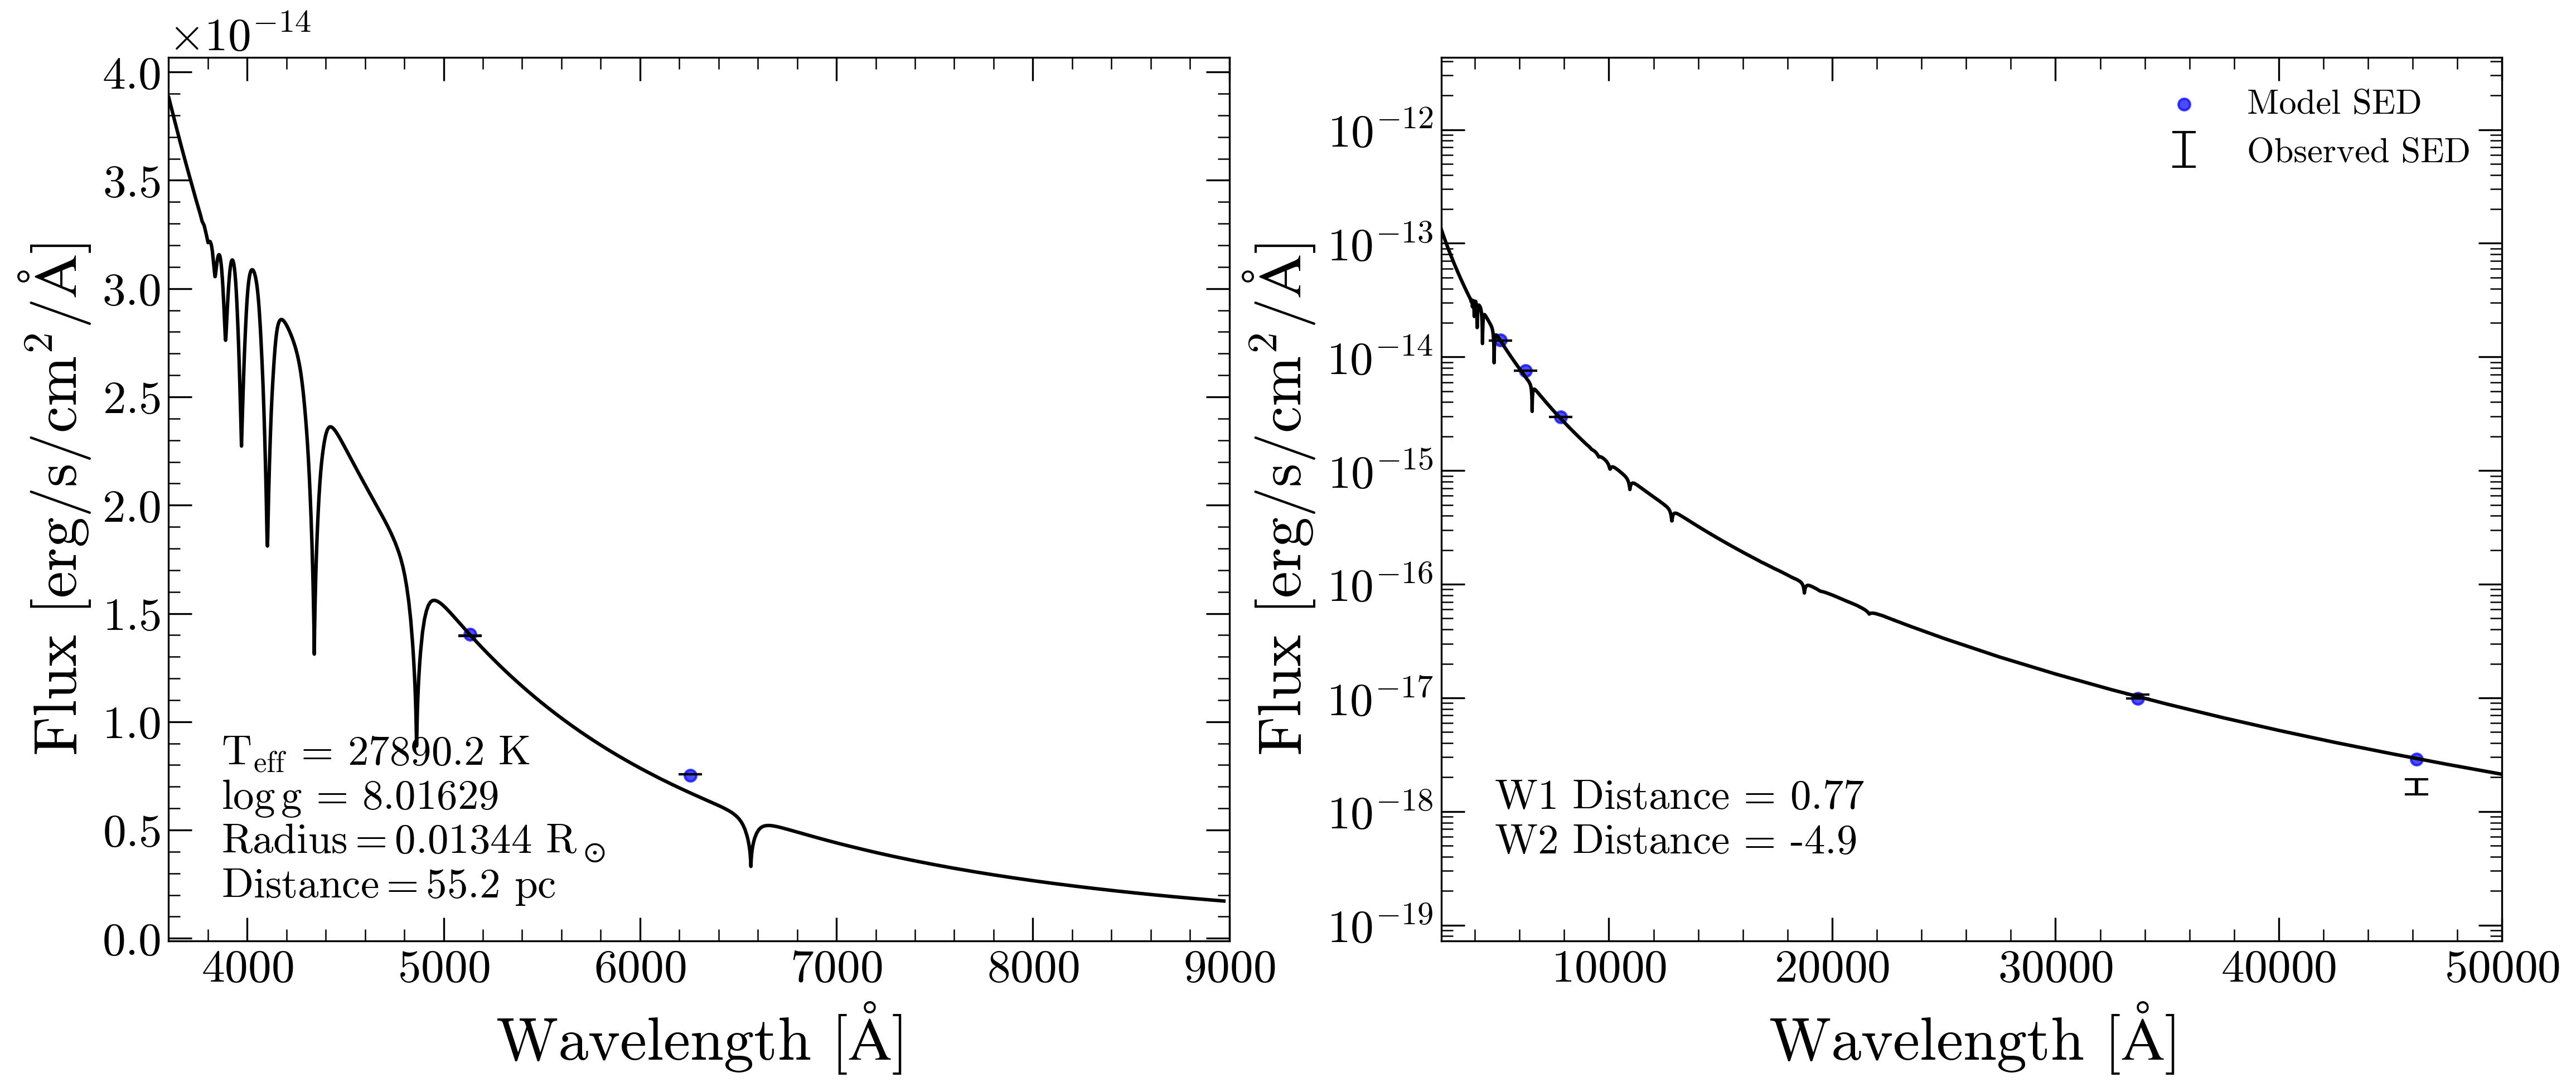 ×10⁻¹⁴
4.0
3.5
3.0
2.5
2.0
1.5
1.0
0.5
0.0
Flux [erg/s/cm²/Å]
T_eff = 27890.2 K
log g = 8.01629
Radius = 0.01344 R_⊙
Distance = 55.2 pc
4000 5000 6000 7000 8000 9000
Wavelength [Å]
10⁻¹²
10⁻¹³
10⁻¹⁴
10⁻¹⁵
10⁻¹⁶
10⁻¹⁷
10⁻¹⁸
10⁻¹⁹
Flux [erg/s/cm²/Å]
Model SED
Observed SED
W1 Distance = 0.77
W2 Distance = -4.9
10000 20000 30000 40000 50000
Wavelength [Å]